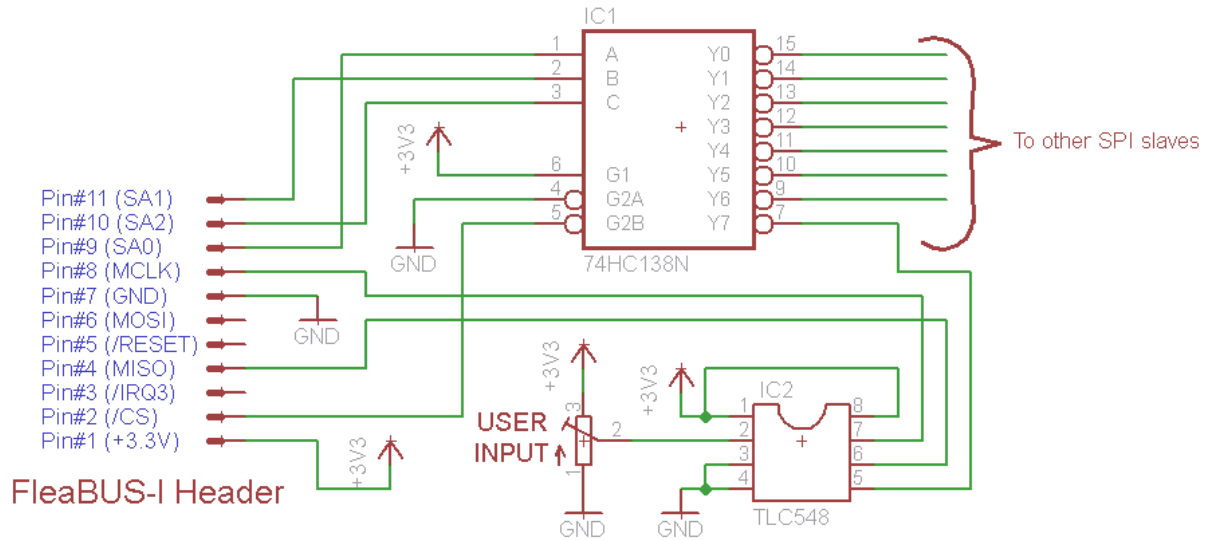 IC1
1 A Y0 15
2 B Y1 14
3 C Y2 13
Y3 12
Y4 11
6 G1 Y5 10
4 G2A Y6 9
5 G2B Y7 7
74HC138N
+3V3
GND
To other SPI slaves
Pin#11 (SA1)
Pin#10 (SA2)
Pin#9 (SA0)
Pin#8 (MCLK)
Pin#7 (GND)
Pin#6 (MOSI)
Pin#5 (/RESET)
Pin#4 (MISO)
Pin#3 (/IRQ3)
Pin#2 (/CS)
Pin#1 (+3.3V)
GND
+3V3
FleaBUS-I Header
+3V3
3
USER
INPUT
2
1
GND
+3V3
IC2
1 8
2 7
3 6
4 5
GND
TLC548